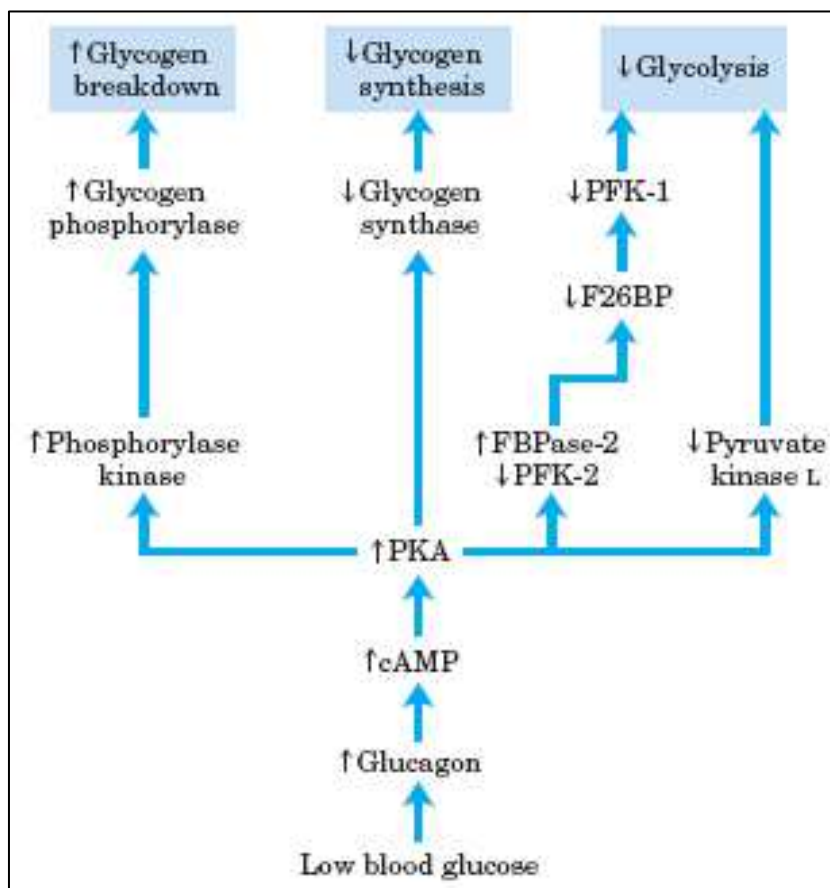 ↑Glycogen
breakdown
↓Glycogen
synthesis
↓Glycolysis
↑Glycogen
phosphorylase
↓Glycogen
synthase
↓PFK-1
↓F26BP
↑Phosphorylase
kinase
↑FBPase-2
↓PFK-2
↓Pyruvate
kinase L
↑PKA
↑cAMP
↑Glucagon
Low blood glucose